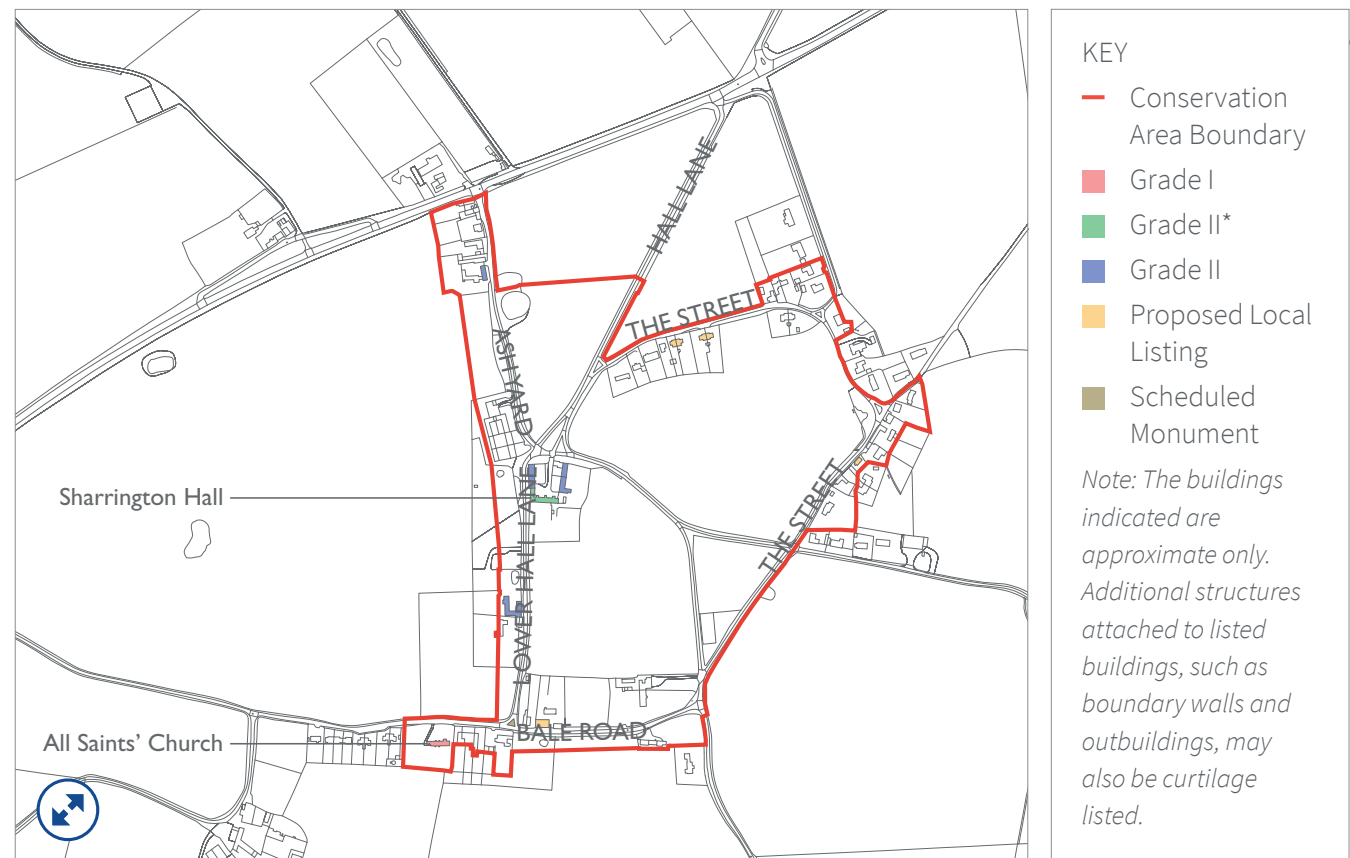 HALL LANE
THE STREET
ASH YARD
Sharrington Hall
LOWER HALL LANE
THE STREET
All Saints’ Church
BALE ROAD
KEY
Conservation
Area Boundary
Grade I
Grade II*
Grade II
Proposed Local
Listing
Scheduled
Monument
Note: The buildings
indicated are
approximate only.
Additional structures
attached to listed
buildings, such as
boundary walls and
outbuildings, may
also be curtilage
listed.